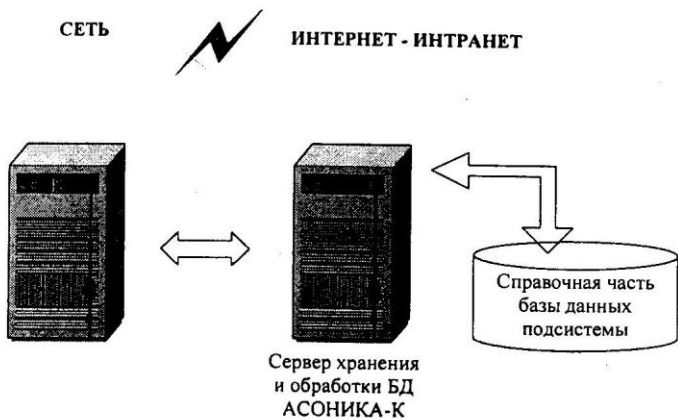 СЕТЬ
ИНТЕРНЕТ - ИНТРАНЕТ
Справочная часть
базы данных
подсистемы
Сервер хранения
и обработки БД
АСОНИКА-К